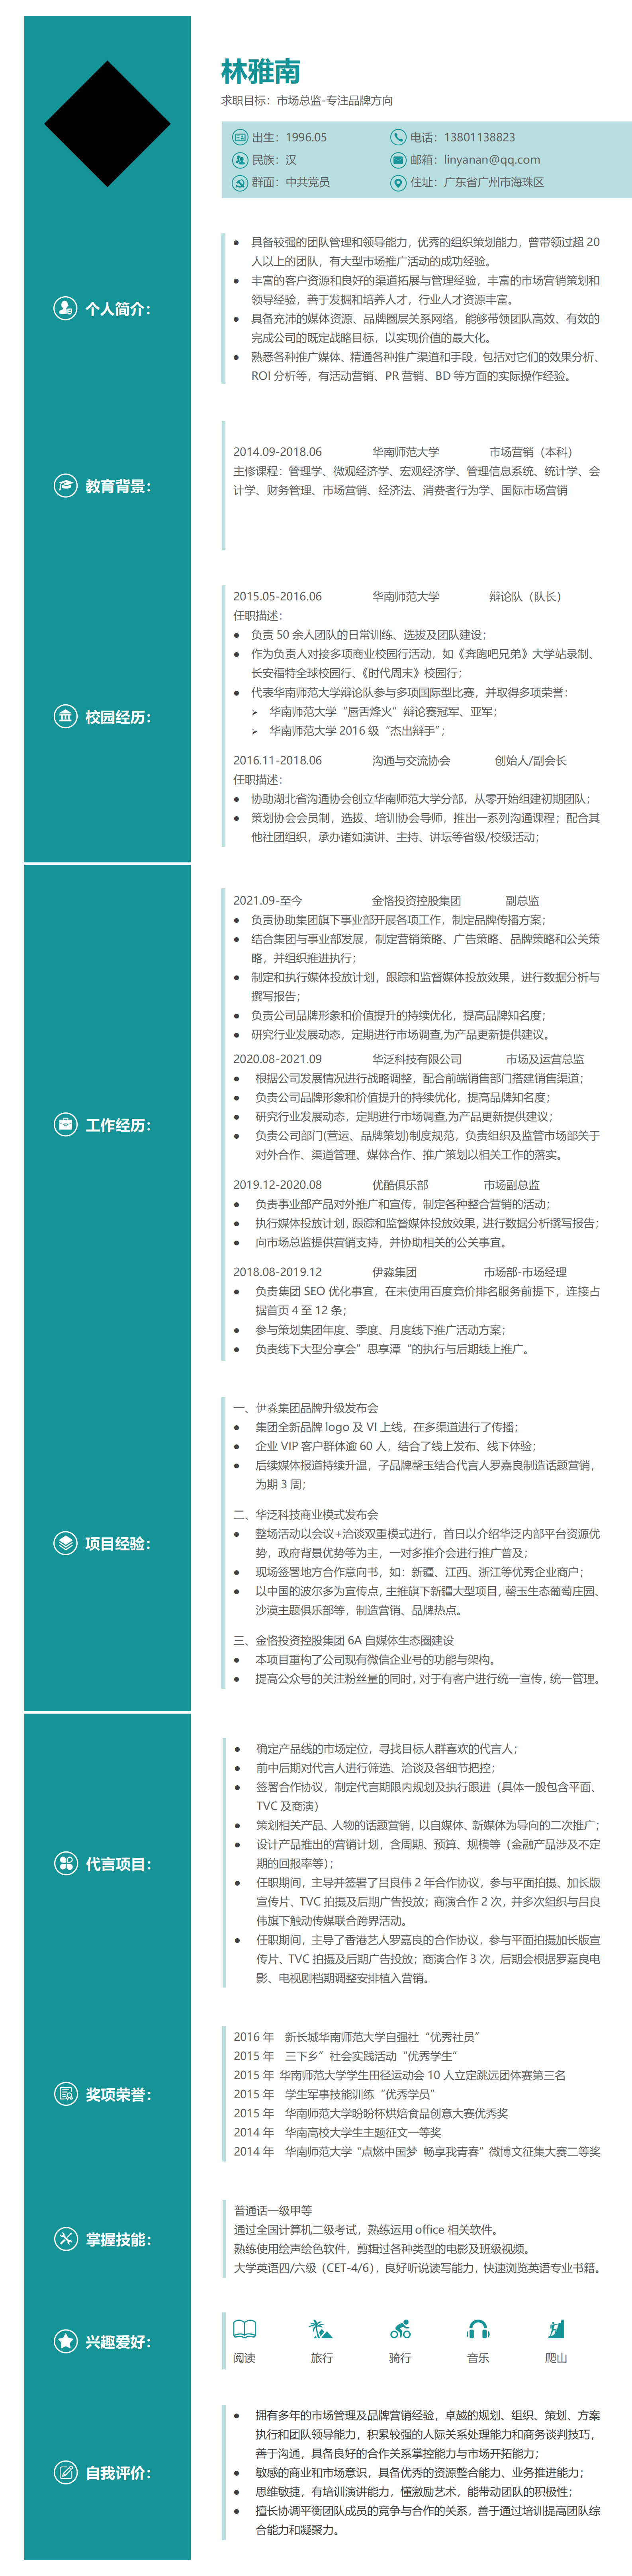 林雅南
求职目标：市场总监-专注品牌方向
出生：1996.05
电话：13801138823
民族：汉
邮箱：linyanan@qq.com
群面：中共党员
住址：广东省广州市海珠区
个人简介：
● 具备较强的团队管理和领导能力，优秀的组织策划能力，曾带领过超 20
人以上的团队，有大型市场推广活动的成功经验。
● 丰富的客户资源和良好的渠道拓展与管理经验，丰富的市场营销策划和
领导经验，善于发掘和培养人才，行业人才资源丰富。
● 具备充沛的媒体资源、品牌圈层关系网络，能够带领团队高效、有效的
完成公司的既定战略目标，以实现价值的最大化。
● 熟悉各种推广媒体、精通各种推广渠道和手段，包括对它们的效果分析、
ROI 分析等，有活动营销、PR 营销、BD 等方面的实际操作经验。
教育背景：
2014.09-2018.06 华南师范大学 市场营销（本科）
主修课程：管理学、微观经济学、宏观经济学、管理信息系统、统计学、会
计学、财务管理、市场营销、经济法、消费者行为学、国际市场营销
校园经历：
2015.05-2016.06 华南师范大学 辩论队（队长）
任职描述：
● 负责 50 余人团队的日常训练、选拔及团队建设；
● 作为负责人对接多项商业校园行活动，如《奔跑吧兄弟》大学站录制、
长安福特全球校园行、《时代周末》校园行；
● 代表华南师范大学辩论队参与多项国际型比赛，并取得多项荣誉：
➢ 华南师范大学“唇舌烽火”辩论赛冠军、亚军；
➢ 华南师范大学 2016 级“杰出辩手”；
2016.11-2018.06 沟通与交流协会 创始人/副会长
任职描述：
● 协助湖北省沟通协会创立华南师范大学分部，从零开始组建初期团队；
● 策划协会会员制，选拔、培训协会导师，推出一系列沟通课程；配合其
他社团组织，承办诸如演讲、主持、讲坛等省级/校级活动；
工作经历：
2021.09-至今 金恪投资控股集团 副总监
● 负责协助集团旗下事业部开展各项工作，制定品牌传播方案；
● 结合集团与事业部发展，制定营销策略、广告策略、品牌策略和公关策
略，并组织推进执行；
● 制定和执行媒体投放计划，跟踪和监督媒体投放效果，进行数据分析与
撰写报告；
● 负责公司品牌形象和价值提升的持续优化，提高品牌知名度；
● 研究行业发展动态，定期进行市场调查,为产品更新提供建议。
2020.08-2021.09 华泛科技有限公司 市场及运营总监
● 根据公司发展情况进行战略调整，配合前端销售部门搭建销售渠道；
● 负责公司品牌形象和价值提升的持续优化，提高品牌知名度；
● 研究行业发展动态，定期进行市场调查,为产品更新提供建议；
● 负责公司部门(营运、品牌策划)制度规范，负责组织及监管市场部关于
对外合作、渠道管理、媒体合作、推广策划以相关工作的落实。
2019.12-2020.08 优酷俱乐部 市场副总监
● 负责事业部产品对外推广和宣传，制定各种整合营销的活动；
● 执行媒体投放计划，跟踪和监督媒体投放效果，进行数据分析撰写报告；
● 向市场总监提供营销支持，并协助相关的公关事宜。
2018.08-2019.12 伊淼集团 市场部-市场经理
● 负责集团 SEO 优化事宜，在未使用百度竞价排名服务前提下，连接占
据首页 4 至 12 条；
● 参与策划集团年度、季度、月度线下推广活动方案；
● 负责线下大型分享会”思享潭“的执行与后期线上推广。
项目经验：
一、伊淼集团品牌升级发布会
● 集团全新品牌 logo 及 VI 上线，在多渠道进行了传播；
● 企业 VIP 客户群体逾 60 人，结合了线上发布、线下体验；
● 后续媒体报道持续升温，子品牌罄玉结合代言人罗嘉良制造话题营销，
为期 3 周；
二、华泛科技商业模式发布会
● 整场活动以会议+洽谈双重模式进行，首日以介绍华泛内部平台资源优
势，政府背景优势等为主，一对多推介会进行推广普及；
● 现场签署地方合作意向书，如：新疆、江西、浙江等优秀企业商户；
● 以中国的波尔多为宣传点，主推旗下新疆大型项目，罄玉生态葡萄庄园、
沙漠主题俱乐部等，制造营销、品牌热点。
三、金恪投资控股集团 6A 自媒体生态圈建设
● 本项目重构了公司现有微信企业号的功能与架构。
● 提高公众号的关注粉丝量的同时，对于有客户进行统一宣传，统一管理。
代言项目：
● 确定产品线的市场定位，寻找目标人群喜欢的代言人；
● 前中后期对代言人进行筛选、洽谈及各细节把控；
● 签署合作协议，制定代言期限内规划及执行跟进（具体一般包含平面、
TVC 及商演）
● 策划相关产品、人物的话题营销，以自媒体、新媒体为导向的二次推广；
● 设计产品推出的营销计划，含周期、预算、规模等（金融产品涉及不定
期的回报率等）；
● 任职期间，主导并签署了吕良伟 2 年合作协议，参与平面拍摄、加长版
宣传片、TVC 拍摄及后期广告投放；商演合作 2 次，并多次组织与吕良
伟旗下触动传媒联合跨界活动。
● 任职期间，主导了香港艺人罗嘉良的合作协议，参与平面拍摄加长版宣
传片、TVC 拍摄及后期广告投放；商演合作 3 次，后期会根据罗嘉良电
影、电视剧档期调整安排植入营销。
奖项荣誉：
2016 年 新长城华南师范大学自强社“优秀社员”
2015 年 三下乡”社会实践活动“优秀学生”
2015 年 华南师范大学学生田径运动会 10 人立定跳远团体赛第三名
2015 年 学生军事技能训练“优秀学员”
2015 年 华南师范大学盼盼杯烘焙食品创意大赛优秀奖
2014 年 华南高校大学生主题征文一等奖
2014 年 华南师范大学“点燃中国梦 畅享我青春”微博文征集大赛二等奖
掌握技能：
普通话一级甲等
通过全国计算机二级考试，熟练运用 office 相关软件。
熟练使用绘声绘色软件，剪辑过各种类型的电影及班级视频。
大学英语四/六级（CET-4/6），良好听说读写能力，快速浏览英语专业书籍。
兴趣爱好：
阅读 旅行 骑行 音乐 爬山
自我评价：
● 拥有多年的市场管理及品牌营销经验，卓越的规划、组织、策划、方案
执行和团队领导能力，积累较强的人际关系处理能力和商务谈判技巧，
善于沟通，具备良好的合作关系掌控能力与市场开拓能力；
● 敏感的商业和市场意识，具备优秀的资源整合能力、业务推进能力；
● 思维敏捷，有培训演讲能力，懂激励艺术，能带动团队的积极性；
● 擅长协调平衡团队成员的竞争与合作的关系，善于通过培训提高团队综
合能力和凝聚力。